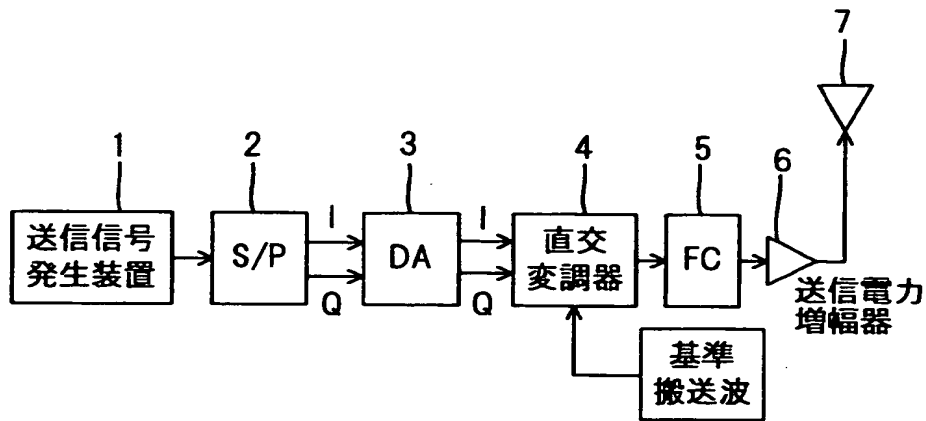 7
1
2
3
4
5
6
I
I
送信信号
発生装置
S/P
DA
直交
変調器
FC
Q
Q
送信電力
増幅器
基準
搬送波